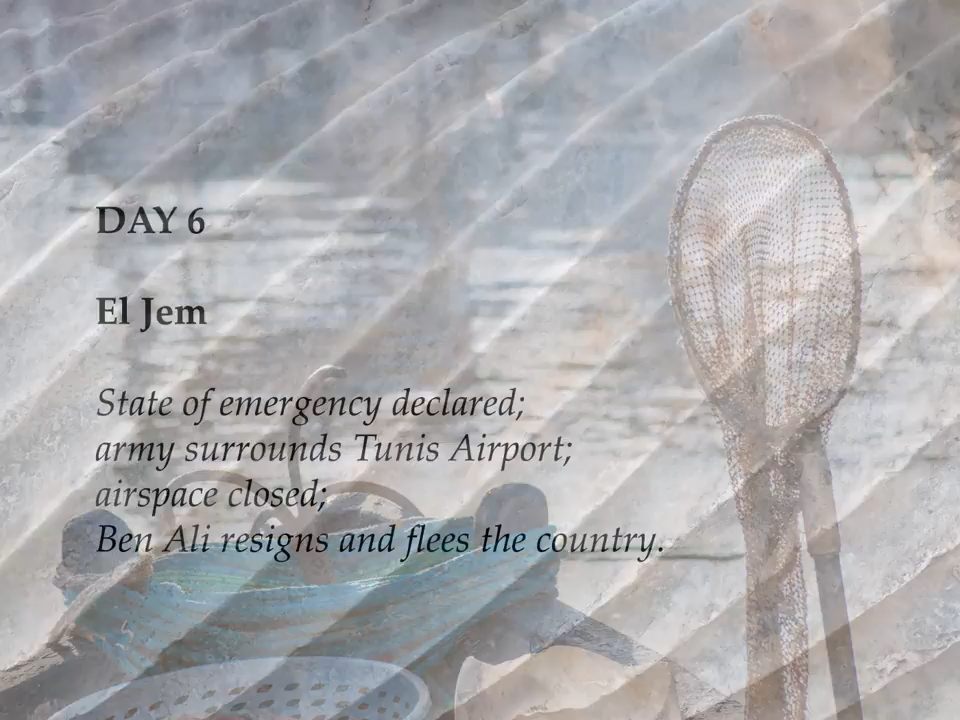 DAY 6
El Jem
State of emergency declared;
army surrounds Tunis Airport;
airspace closed;
Ben Ali resigns and flees the country.